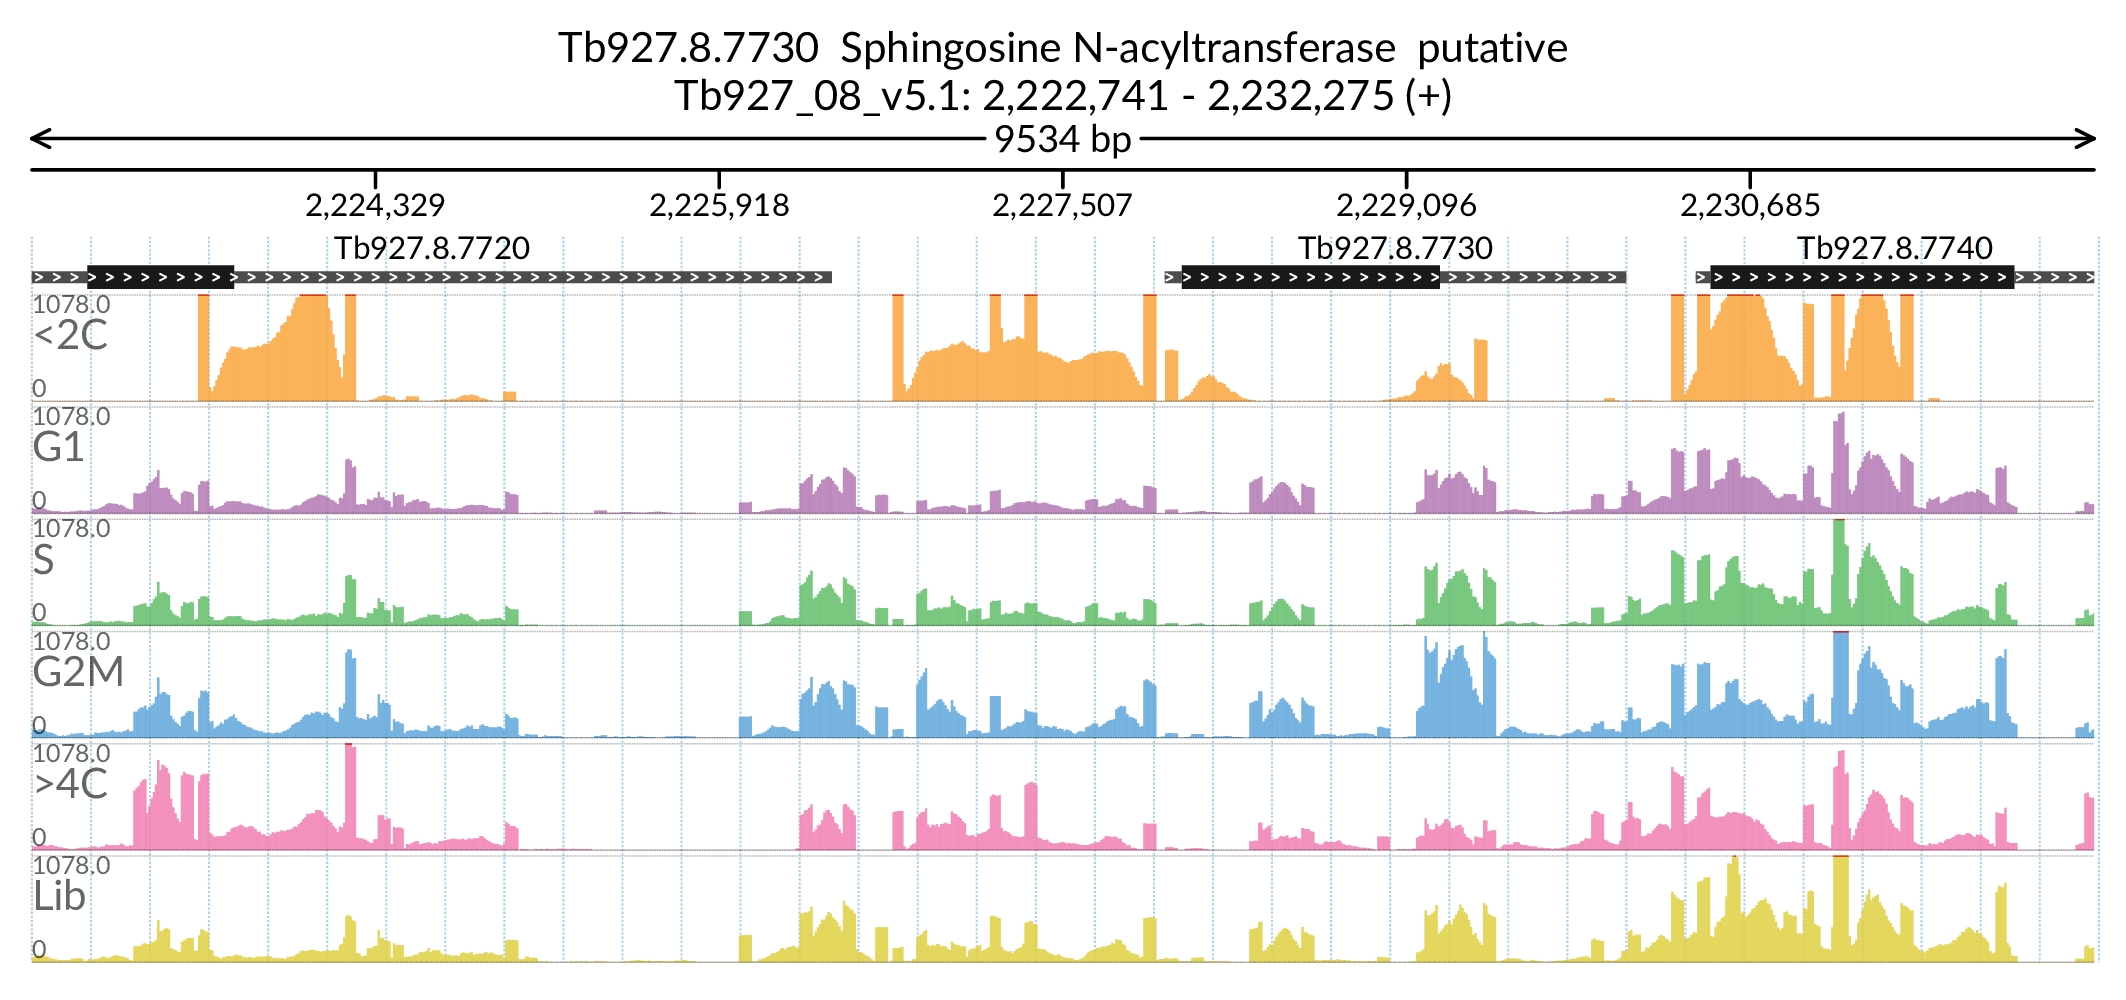 Tb927.8.7730 Sphingosine N-acyltransferase putative
Tb927_08_v5.1: 2,222,741 - 2,232,275 (+)
9534 bp
2,224,329 2,225,918 2,227,507 2,229,096 2,230,685
Tb927.8.7720 Tb927.8.7730 Tb927.8.7740
1078.0
<2C
0
1078.0
G1
0
1078.0
S
0
1078.0
G2M
0
1078.0
>4C
0
1078.0
Lib
0